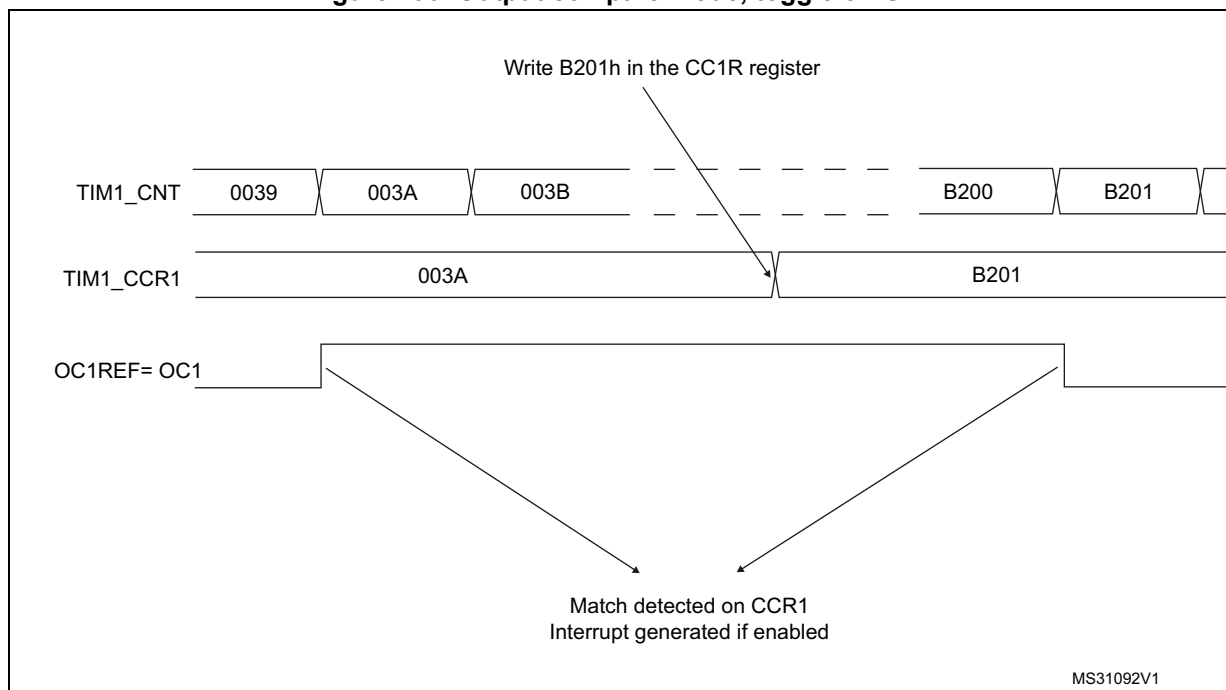 Write B201h in the CC1R register
TIM1_CNT 0039 003A 003B B200 B201
TIM1_CCR1 003A B201
OC1REF= OC1
Match detected on CCR1
Interrupt generated if enabled
MS31092V1